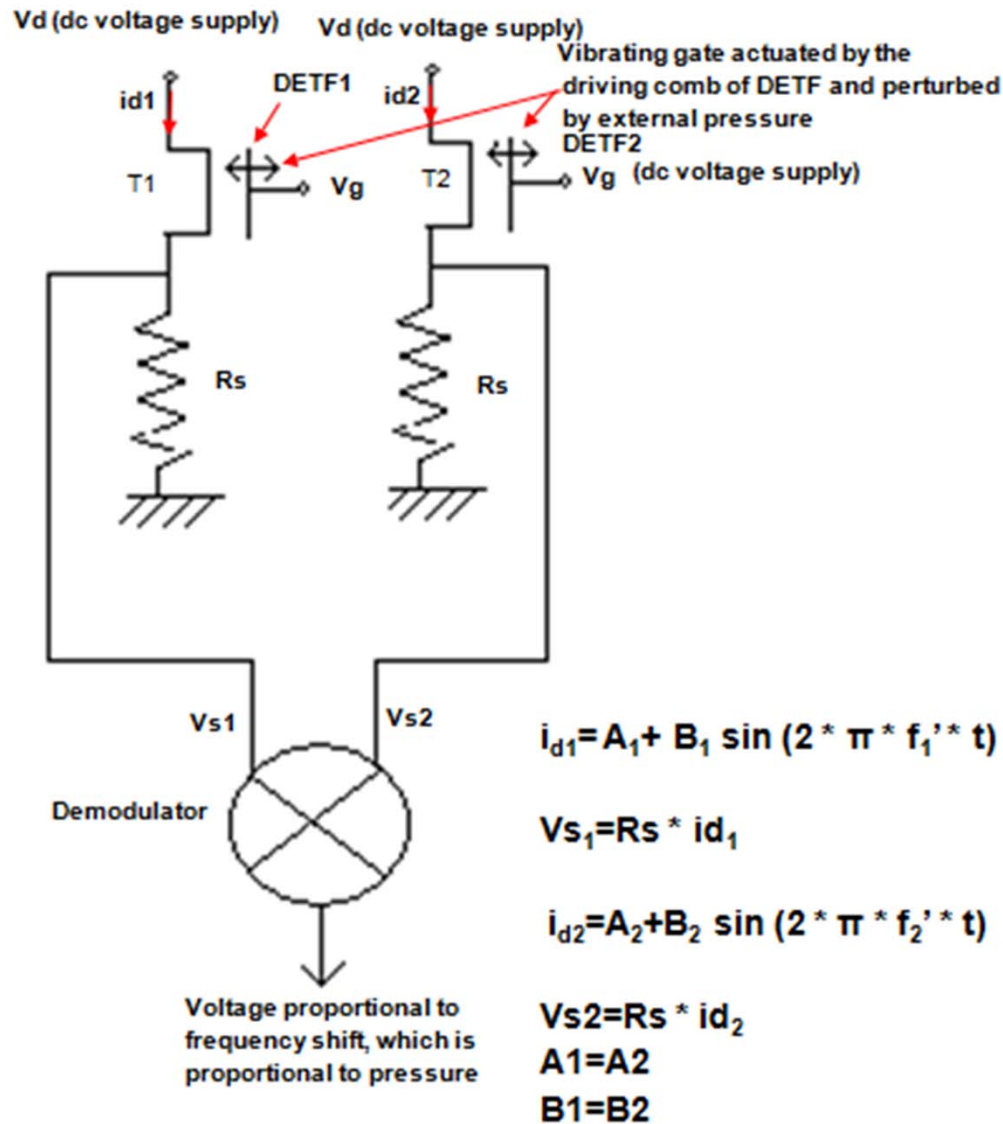 Vd (dc voltage supply)
Vd (dc voltage supply)
Vibrating gate actuated by the
driving comb of DETF and perturbed
by external pressure
DETF1
id1
id2
DETF2
T1
Vg
T2
Vg (dc voltage supply)
Rs
Rs
Vs1
Vs2
Demodulator
Voltage proportional to
frequency shift, which is
proportional to pressure
i_d1=A₁+ B₁ sin (2 * π * f₁’* t)
Vs₁=Rs * id₁
i_d2=A₂+B₂ sin (2 * π * f₂’ * t)
Vs2=Rs * id₂
A1=A2
B1=B2